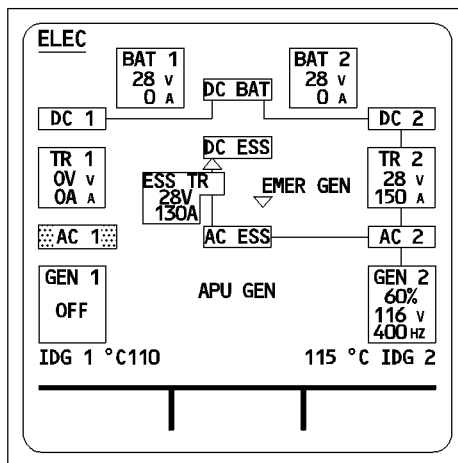 ELEC
BAT 1
28 V
0 A
DC BAT
BAT 2
28 V
0 A
DC 1
DC 2
DC ESS
TR 1
0V V
0A A
ESS TR
28V
130A
EMER GEN
TR 2
28 V
150 A
AC 1
AC ESS
AC 2
GEN 1
OFF
APU GEN
GEN 2
60%
116 V
400 HZ
IDG 1 °C110
115 °C IDG 2